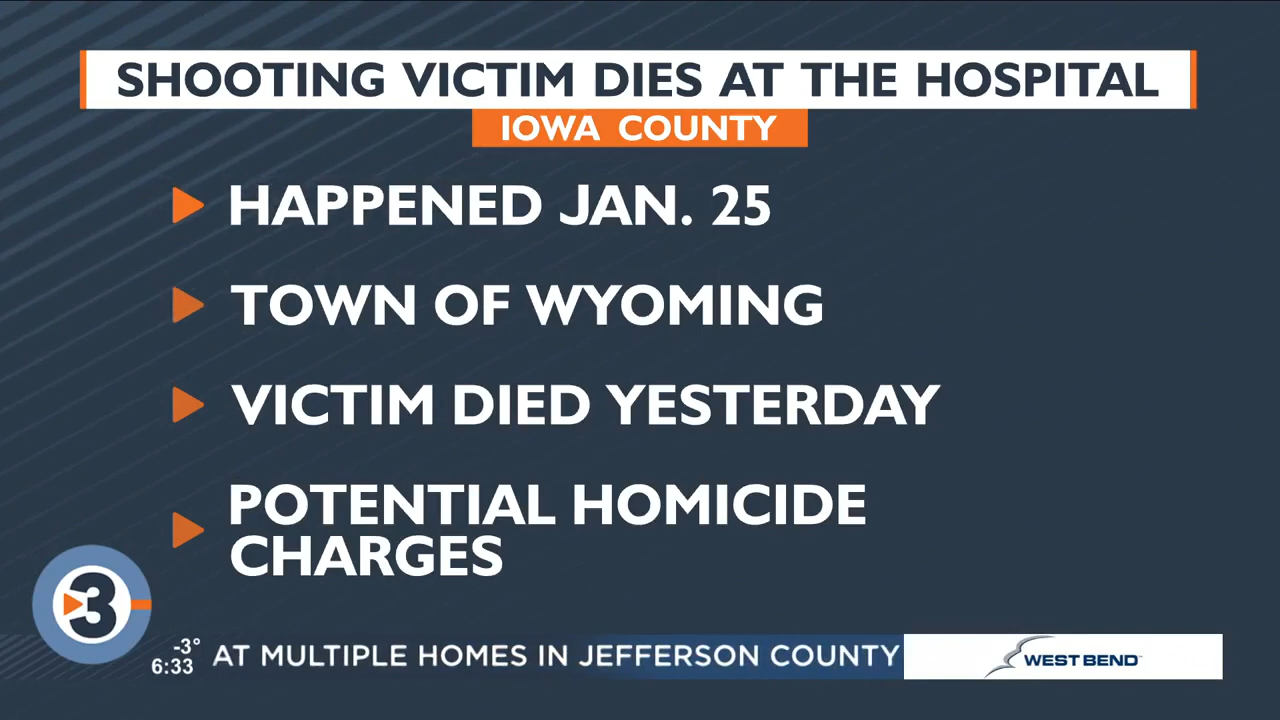 SHOOTING VICTIM DIES AT THE HOSPITAL
IOWA COUNTY
HAPPENED JAN. 25
TOWN OF WYOMING
VICTIM DIED YESTERDAY
POTENTIAL HOMICIDE
CHARGES
3
-3°
6:33
AT MULTIPLE HOMES IN JEFFERSON COUNTY
WEST BEND